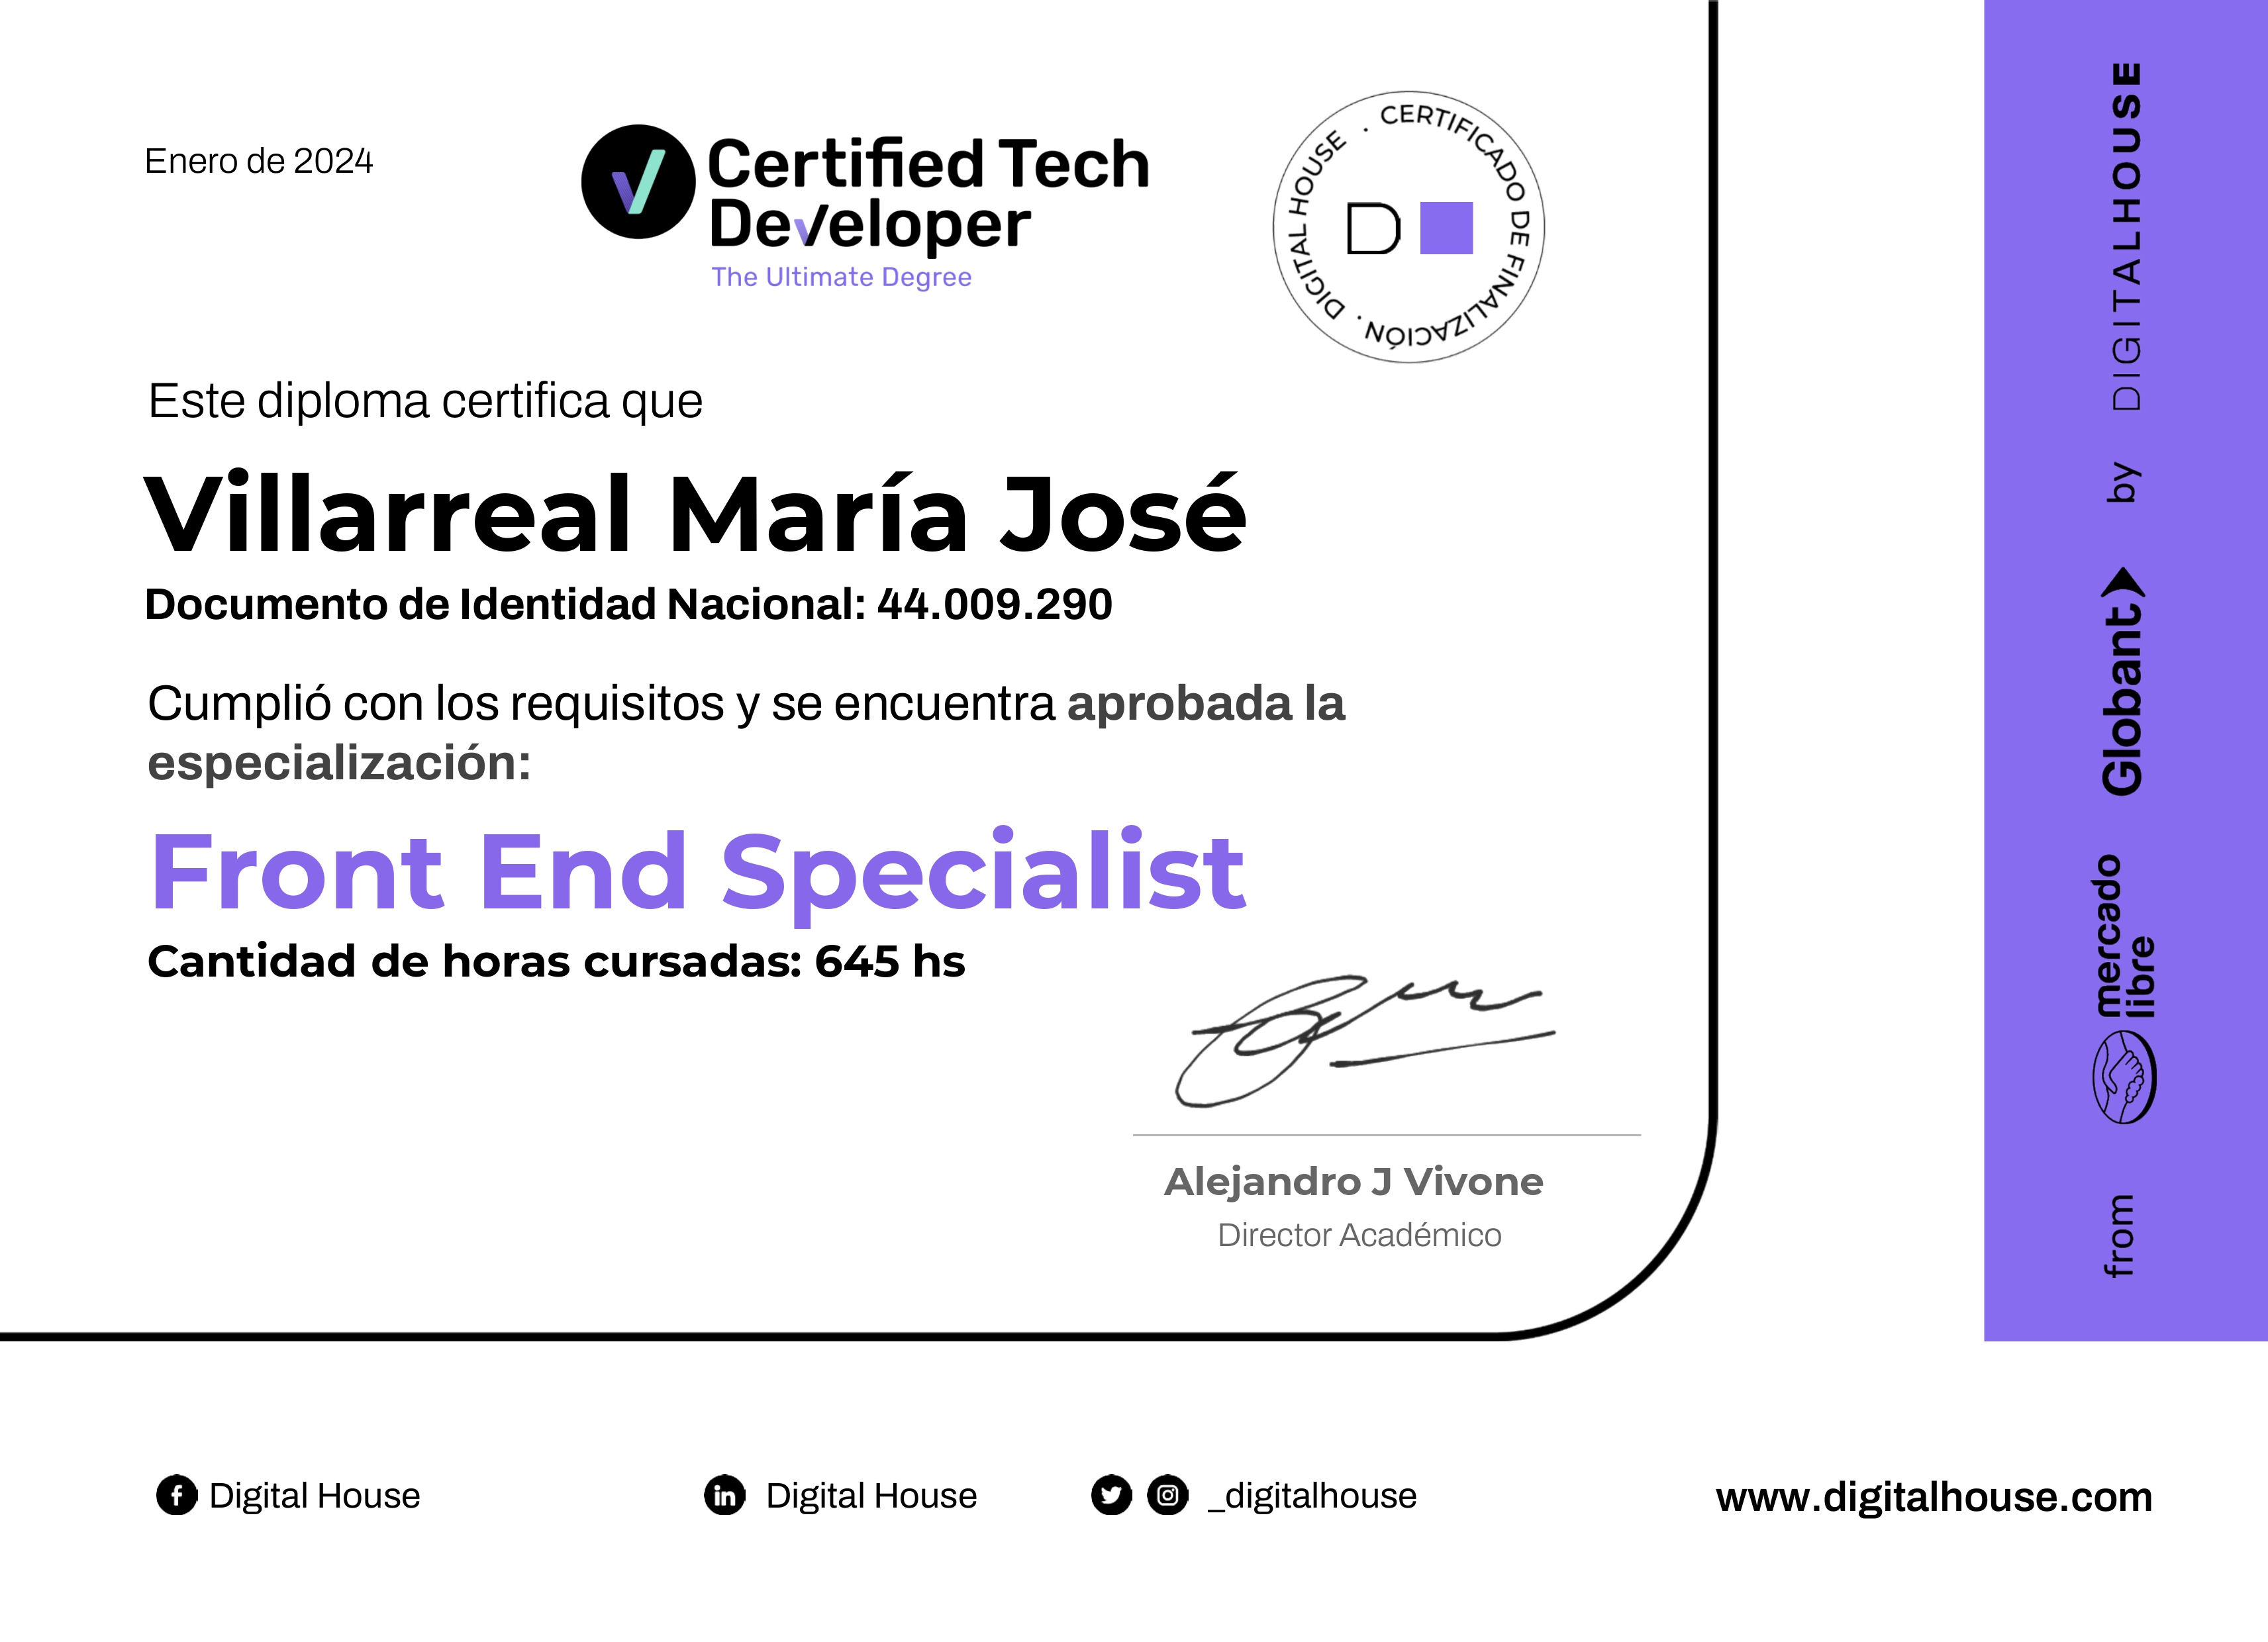 Enero de 2024
Certified Tech
Developer
The Ultimate Degree
. CERTIFICADO DE FINALIZACIÓN . DIGITAL HOUSE
D
Este diploma certifica que
Villarreal María José
Documento de Identidad Nacional: 44.009.290
Cumplió con los requisitos y se encuentra aprobada la
especialización:
Front End Specialist
Cantidad de horas cursadas: 645 hs
Alejandro J Vivone
Director Académico
from
mercado
libre
Globant
by
DIGITALHOUSE
Digital House
Digital House
_digitalhouse
www.digitalhouse.com